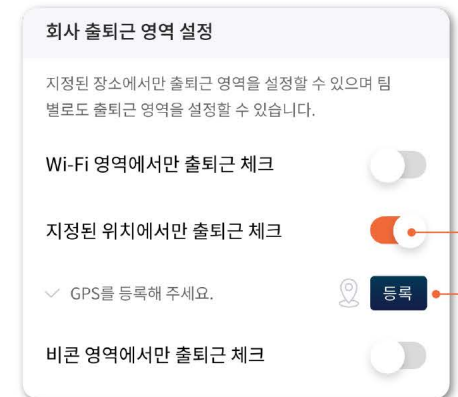 회사 출퇴근 영역 설정
지정된 장소에서만 출퇴근 영역을 설정할 수 있으며 팀
별로도 출퇴근 영역을 설정할 수 있습니다.
Wi-Fi 영역에서만 출퇴근 체크
지정된 위치에서만 출퇴근 체크
GPS를 등록해 주세요.
등록
비콘 영역에서만 출퇴근 체크